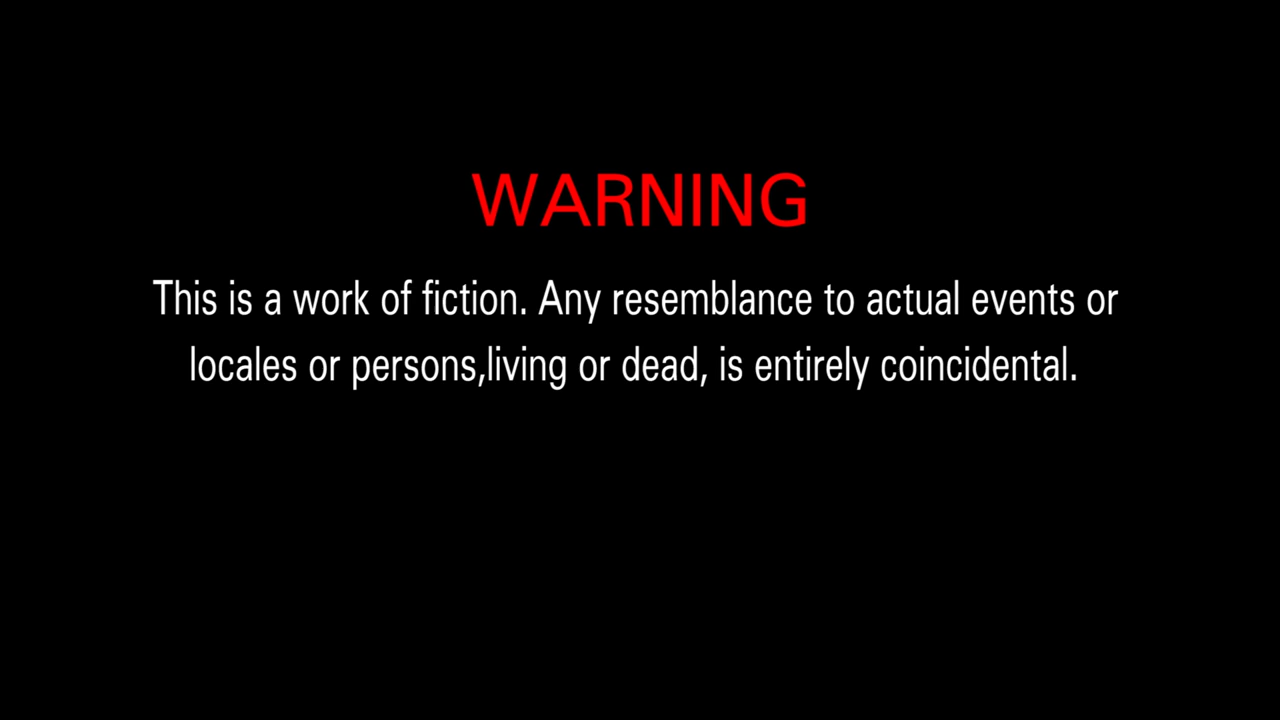 WARNING
This is a work of fiction. Any resemblance to actual events or
locales or persons,living or dead, is entirely coincidental.